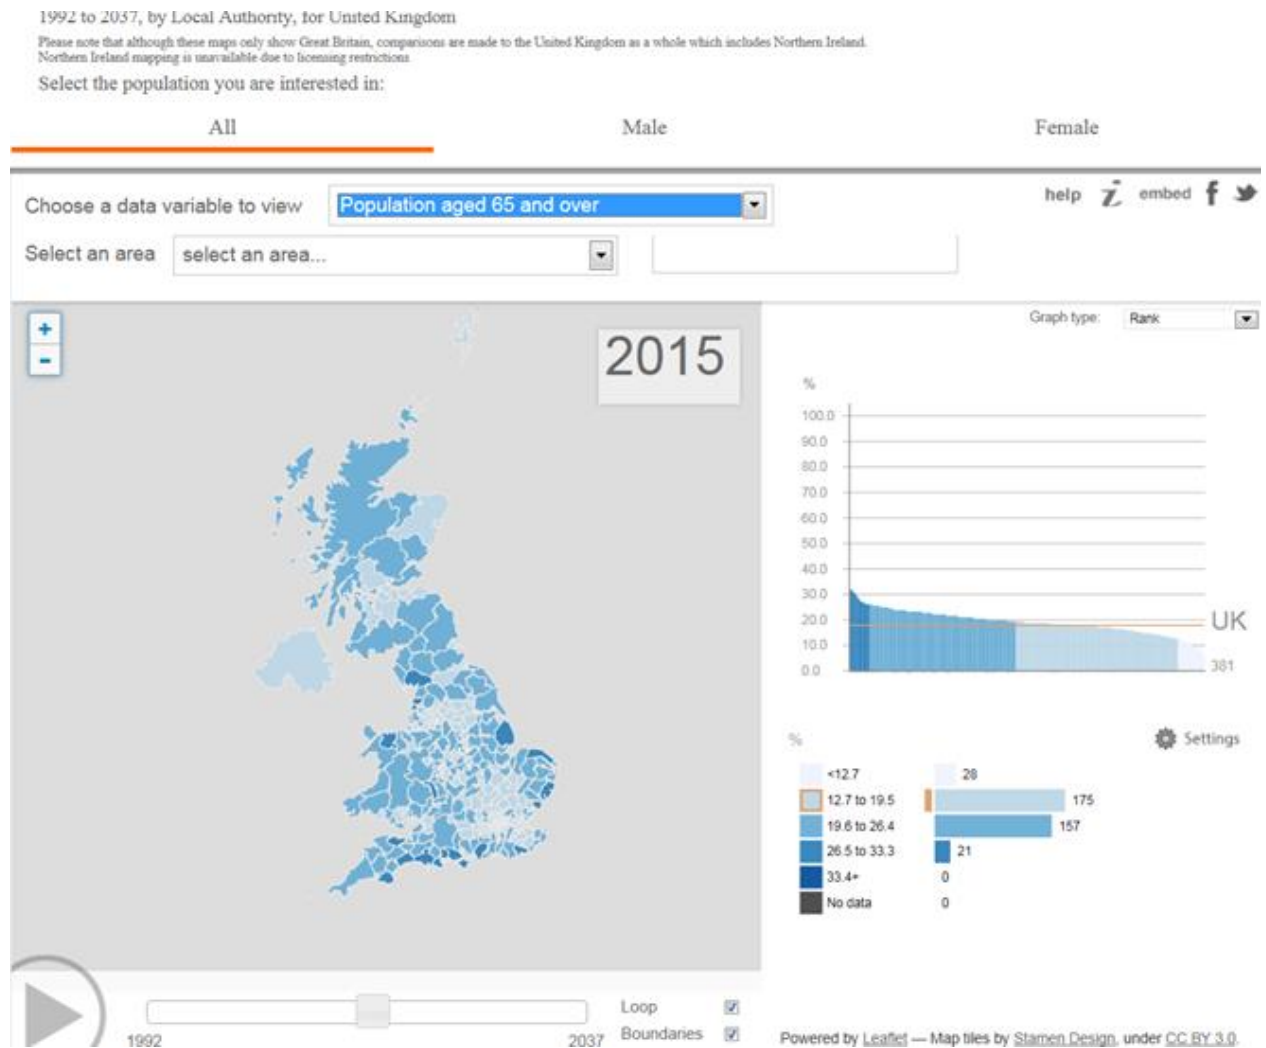 1992 to 2037, by Local Authority, for United Kingdom
Please note that although these maps only show Great Britain, comparisons are made to the United Kingdom as a whole which includes Northern Ireland.
Northern Ireland mapping is unavailable due to licensing restrictions
Select the population you are interested in:
All Male Female
Choose a data variable to view Population aged 65 and over help embed
Select an area select an area...
+
-
2015
Graph type: Rank
%
100.0
90.0
80.0
70.0
60.0
50.0
40.0
30.0
20.0 UK
10.0
0.0 381
% Settings
<12.7 28
12.7 to 19.5 175
19.6 to 26.4 157
26.5 to 33.3 21
33.4+ 0
No data 0
Loop
1992 2037 Boundaries
Powered by Leaflet — Map tiles by Stamen Design, under CC BY 3.0.